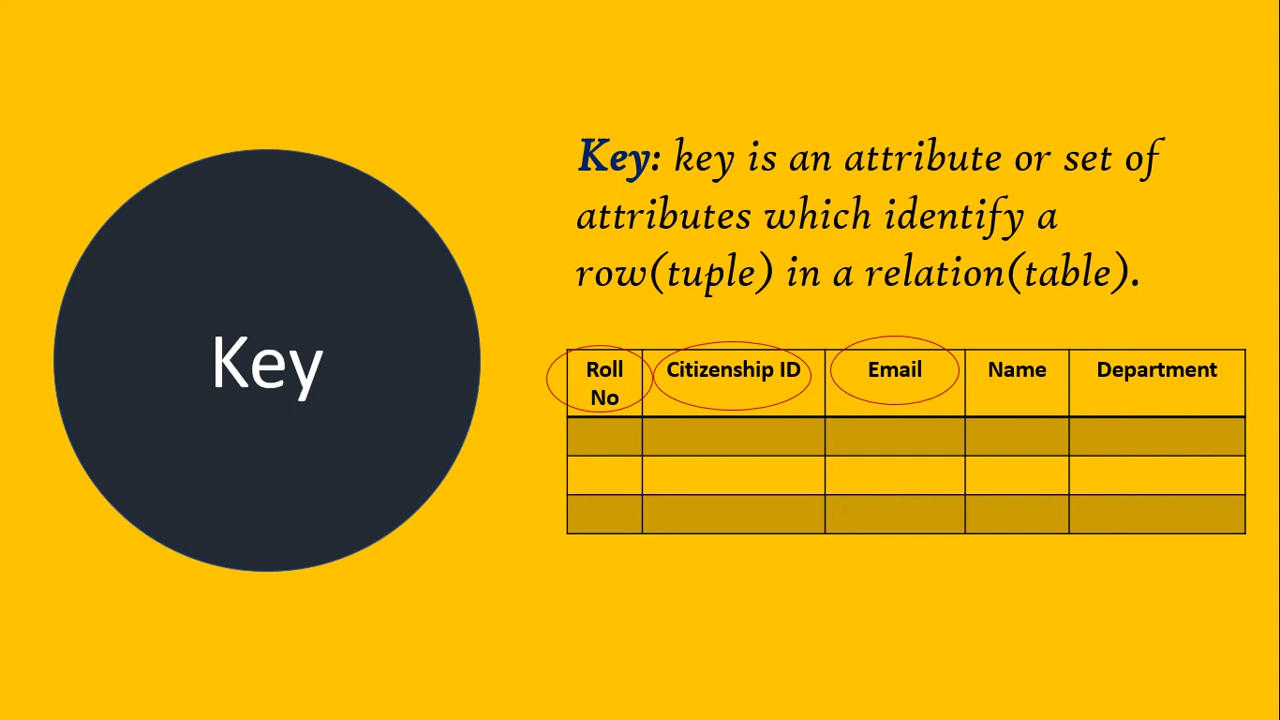 Key
Key: key is an attribute or set of
attributes which identify a
row(tuple) in a relation(table).
Roll No Citizenship ID Email Name Department